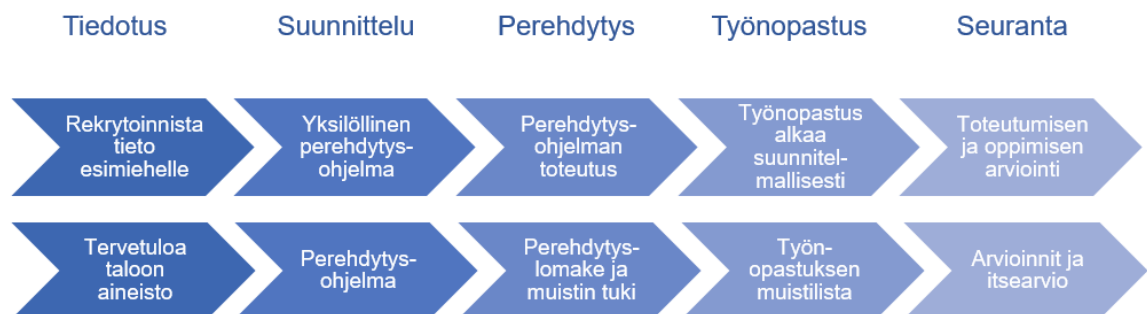 Tiedotus
Suunnittelu
Perehdytys
Työnopastus
Seuranta
Rekrytoinnista
tieto
esimiehelle
Yksilöllinen
perehdytys-
ohjelma
Perehdytys-
ohjelman
toteutus
Työnopastus
alkaa
suunnitel-
mallisesti
Toteutumisen
ja oppimisen
arviointi
Tervetuloa
taloon
aineisto
Perehdytys-
ohjelma
Perehdytys-
lomake ja
muistin tuki
Työn-
opastuksen
muistilista
Arvioinnit ja
itsearvio